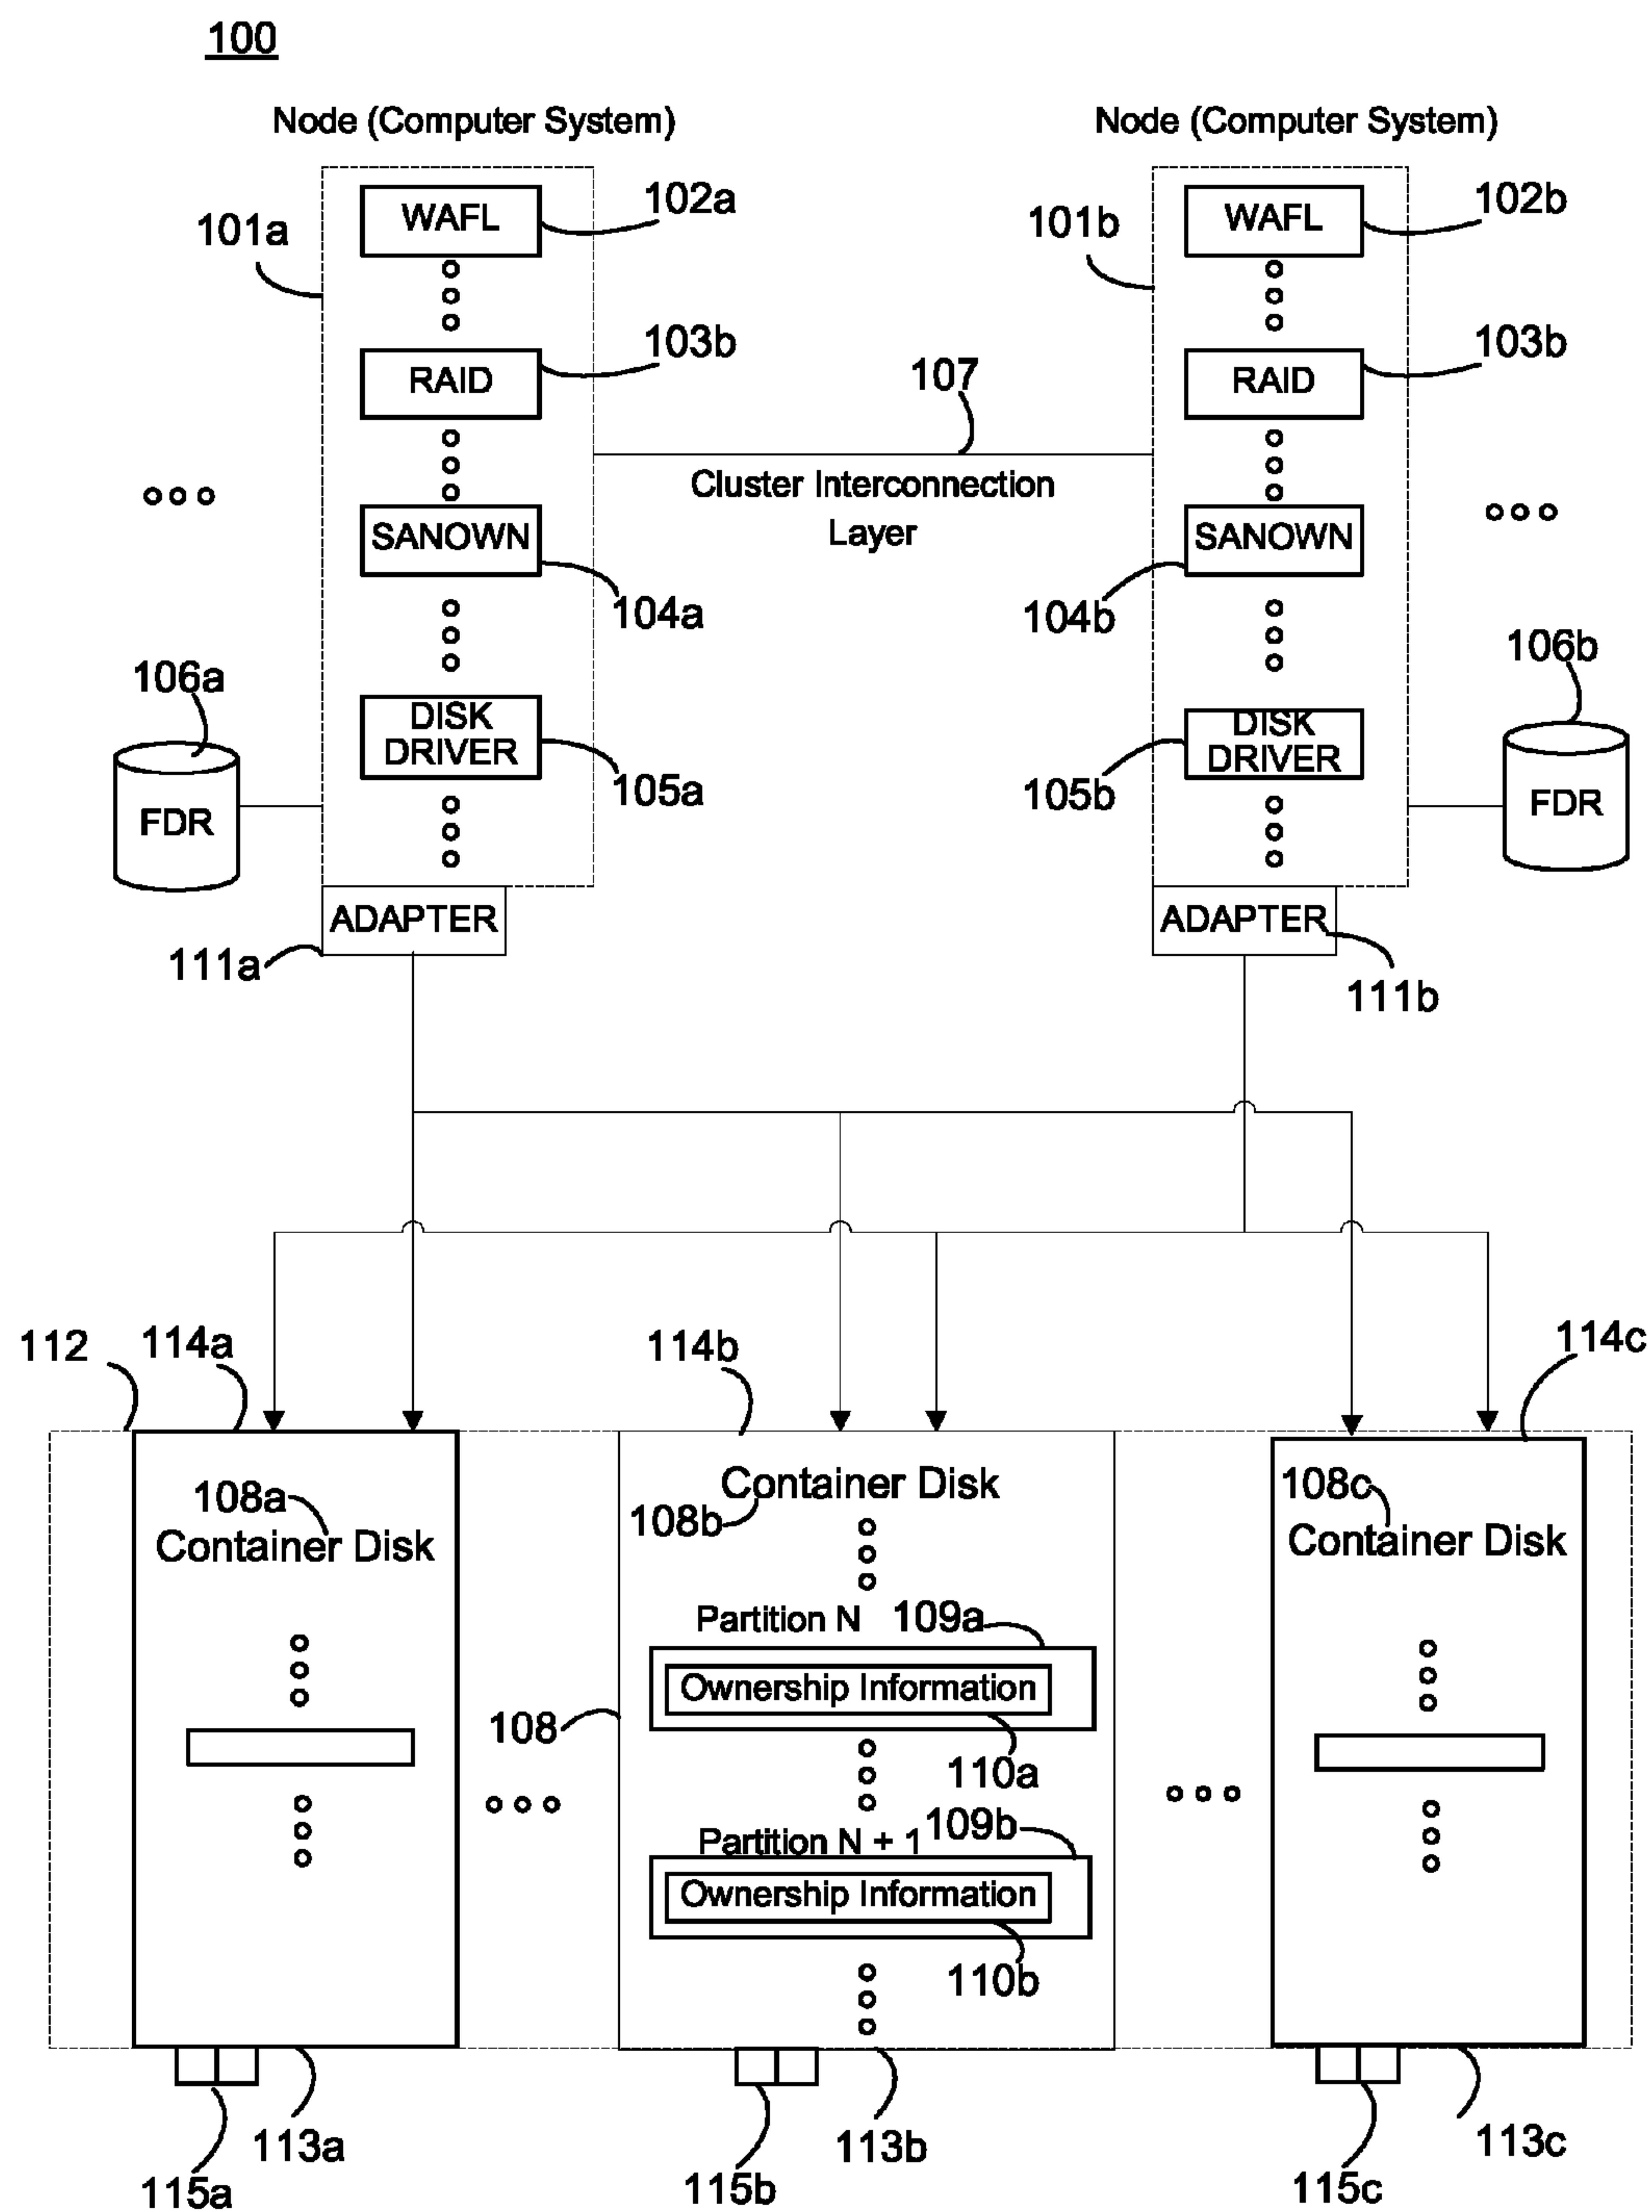 100
Node (Computer System)
Node (Computer System)
WAFL
102a
WAFL
102b
101a
101b
RAID
103b
RAID
103b
107
Cluster Interconnection
Layer
SANOWN
104a
SANOWN
104b
106a
106b
DISK
DRIVER
105a
DISK
DRIVER
105b
FDR
FDR
ADAPTER
111a
ADAPTER
111b
112
114a
114b
114c
108a
Container Disk
Container Disk
108b
108c
Container Disk
Partition N
109a
Ownership Information
108
110a
109b
Partition N + 1
Ownership Information
110b
115a
113a
115b
113b
115c
113c